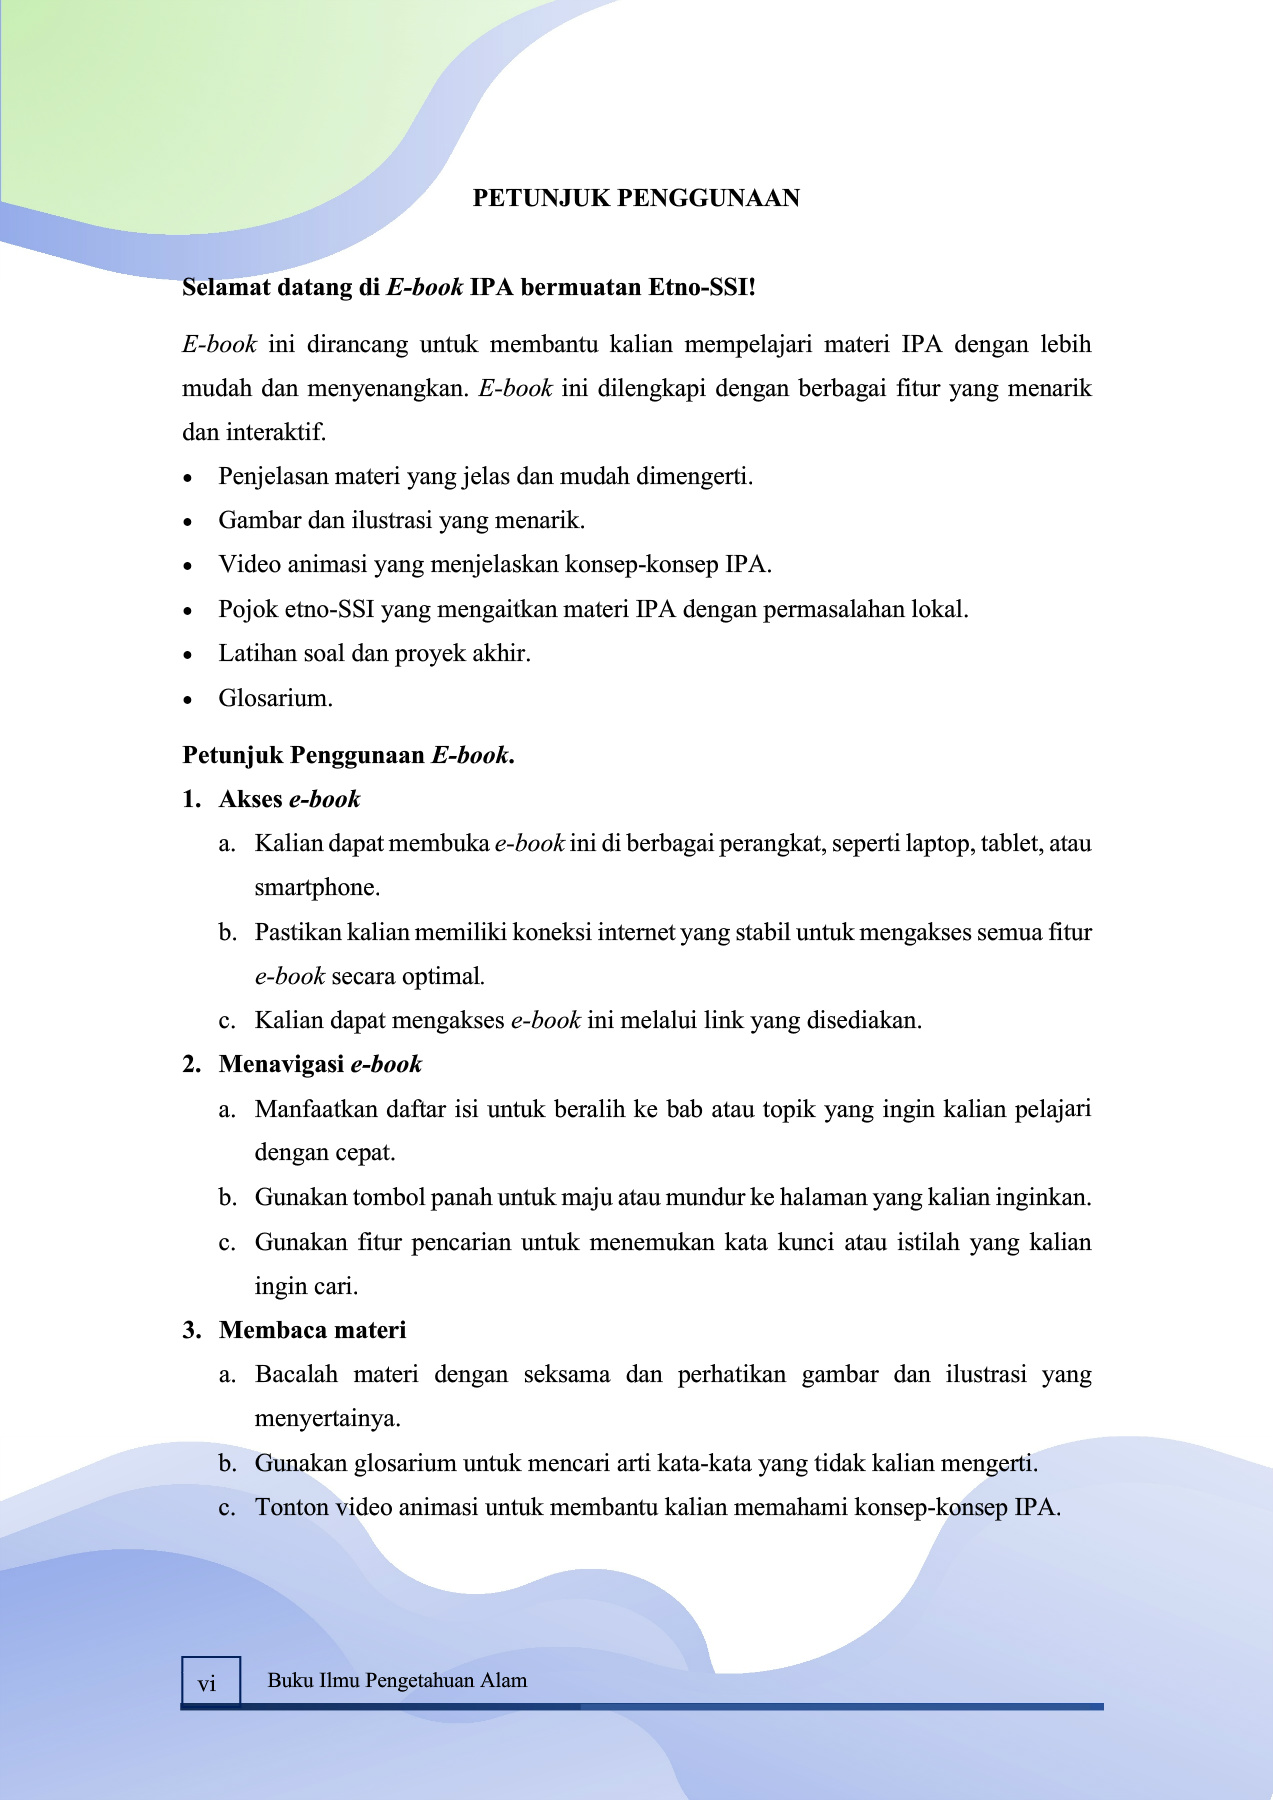 PETUNJUK PENGGUNAAN
Selamat datang di E-book IPA bermuatan Etno-SSI!
E-book ini dirancang untuk membantu kalian mempelajari materi IPA dengan lebih
mudah dan menyenangkan. E-book ini dilengkapi dengan berbagai fitur yang menarik
dan interaktif.
• Penjelasan materi yang jelas dan mudah dimengerti.
• Gambar dan ilustrasi yang menarik.
• Video animasi yang menjelaskan konsep-konsep IPA.
• Pojok etno-SSI yang mengaitkan materi IPA dengan permasalahan lokal.
• Latihan soal dan proyek akhir.
• Glosarium.
Petunjuk Penggunaan E-book.
1. Akses e-book
a. Kalian dapat membuka e-book ini di berbagai perangkat, seperti laptop, tablet, atau
smartphone.
b. Pastikan kalian memiliki koneksi internet yang stabil untuk mengakses semua fitur
e-book secara optimal.
c. Kalian dapat mengakses e-book ini melalui link yang disediakan.
2. Menavigasi e-book
a. Manfaatkan daftar isi untuk beralih ke bab atau topik yang ingin kalian pelajari
dengan cepat.
b. Gunakan tombol panah untuk maju atau mundur ke halaman yang kalian inginkan.
c. Gunakan fitur pencarian untuk menemukan kata kunci atau istilah yang kalian
ingin cari.
3. Membaca materi
a. Bacalah materi dengan seksama dan perhatikan gambar dan ilustrasi yang
menyertainya.
b. Gunakan glosarium untuk mencari arti kata-kata yang tidak kalian mengerti.
c. Tonton video animasi untuk membantu kalian memahami konsep-konsep IPA.
vi Buku Ilmu Pengetahuan Alam